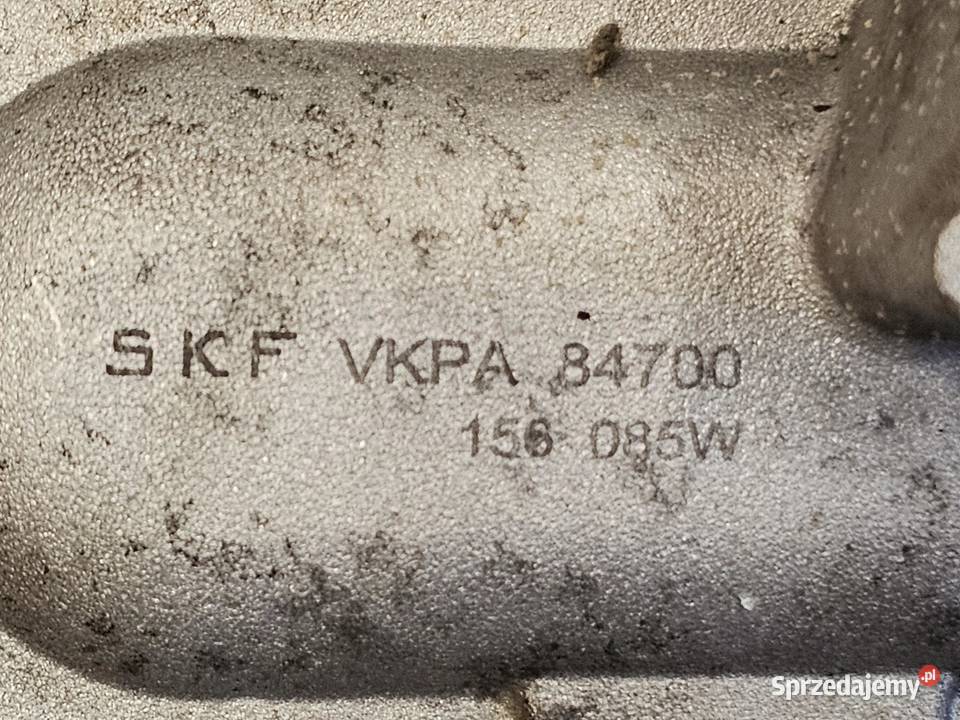 SKF VKPA 84700
156 085W
Sprzedajemy.pl